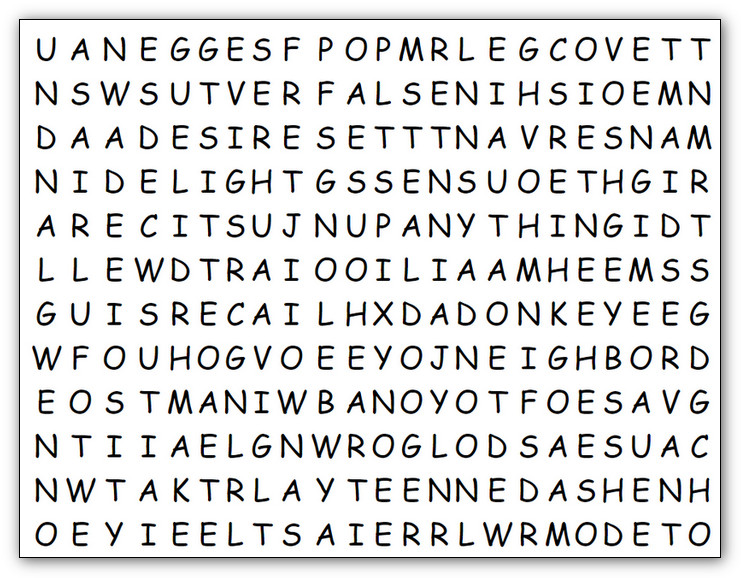 U A N E G G E S F P O P M R L E G C O V E T T
N S W S U T V E R F A L S E N I H S I O E M N
D A A D E S I R E S E T T T N A V R E S N A M
N I D E L I G H T G S S E N S U O E T H G I R
A R E C I T S U J N U P A N Y T H I N G I D T
L L E W D T R A I O O I L I A A M H E E M S S
G U I S R E C A I L H X D A D O N K E Y E E G
W F O U H O G V O E E Y O J N E I G H B O R D
E O S T M A N I W B A N O Y O T F O E S A V G
N T I I A E L G N W R O G L O D S A E S U A C
N W T A K T R L A Y T E E N N E D A S H E N H
O E Y I E E L T S A I E R R L W R M O D E T O